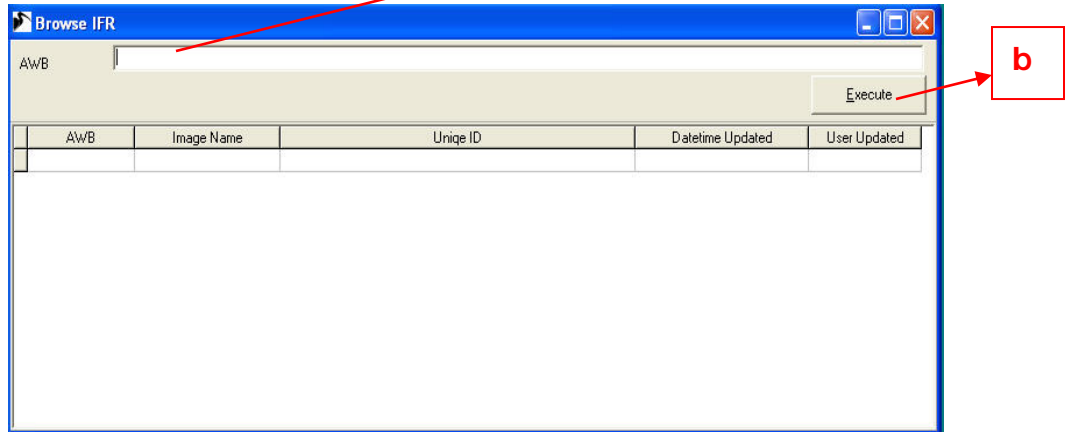 Browse IFR
AWB
b
Execute
AWB Image Name Uniqe ID Datetime Updated User Updated